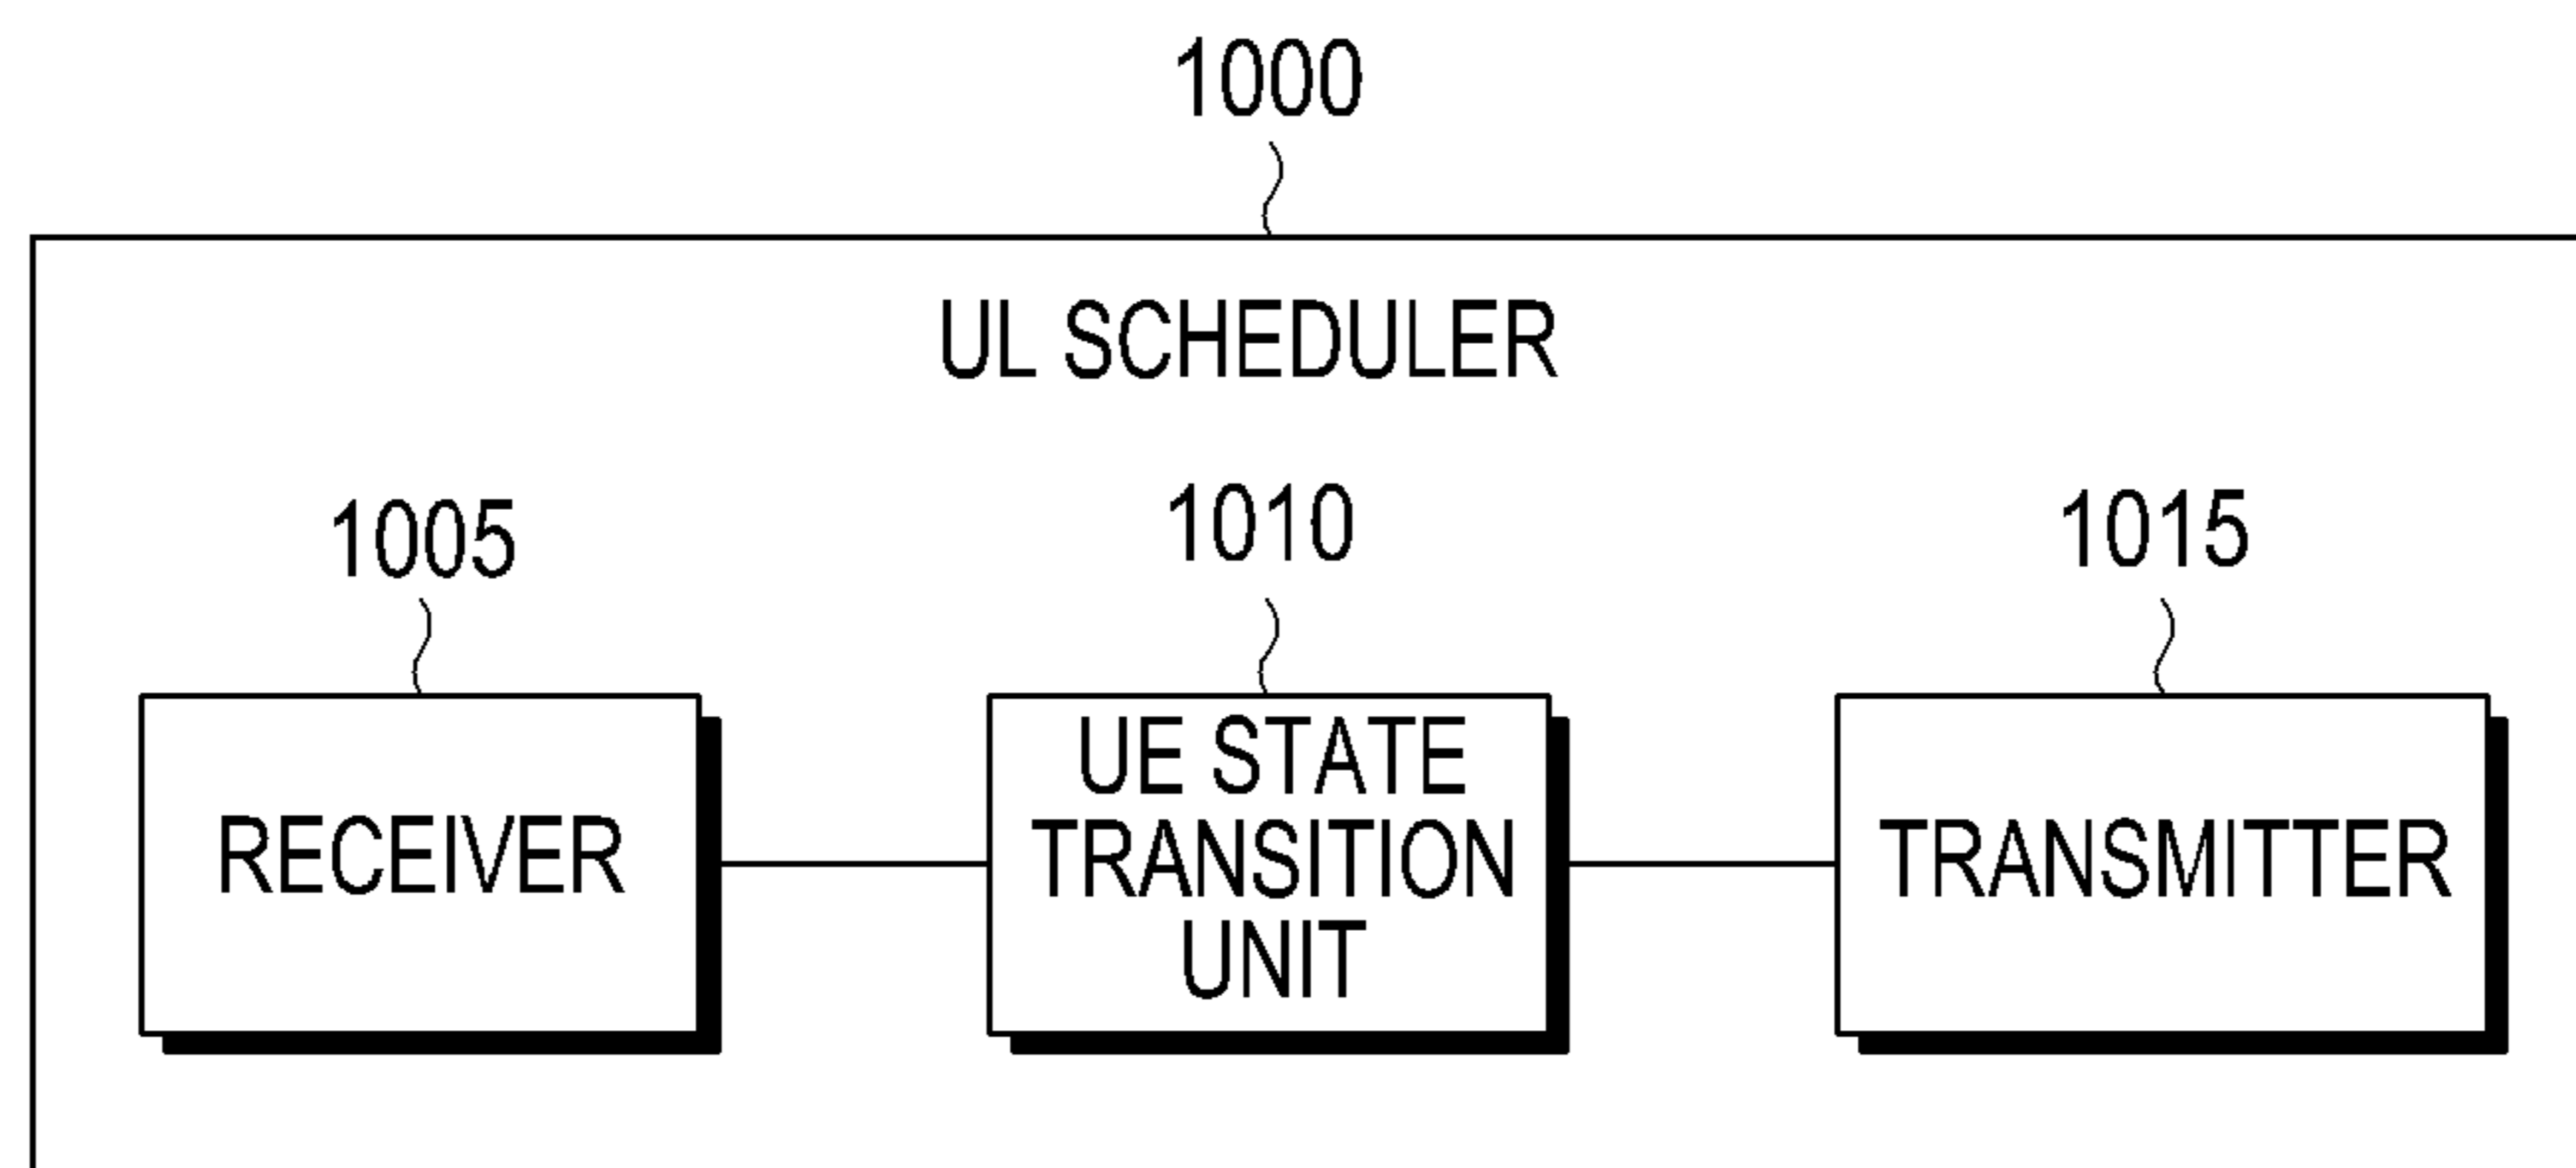 1000
UL SCHEDULER
1005
1010
1015
RECEIVER
UE STATE
TRANSITION
UNIT
TRANSMITTER